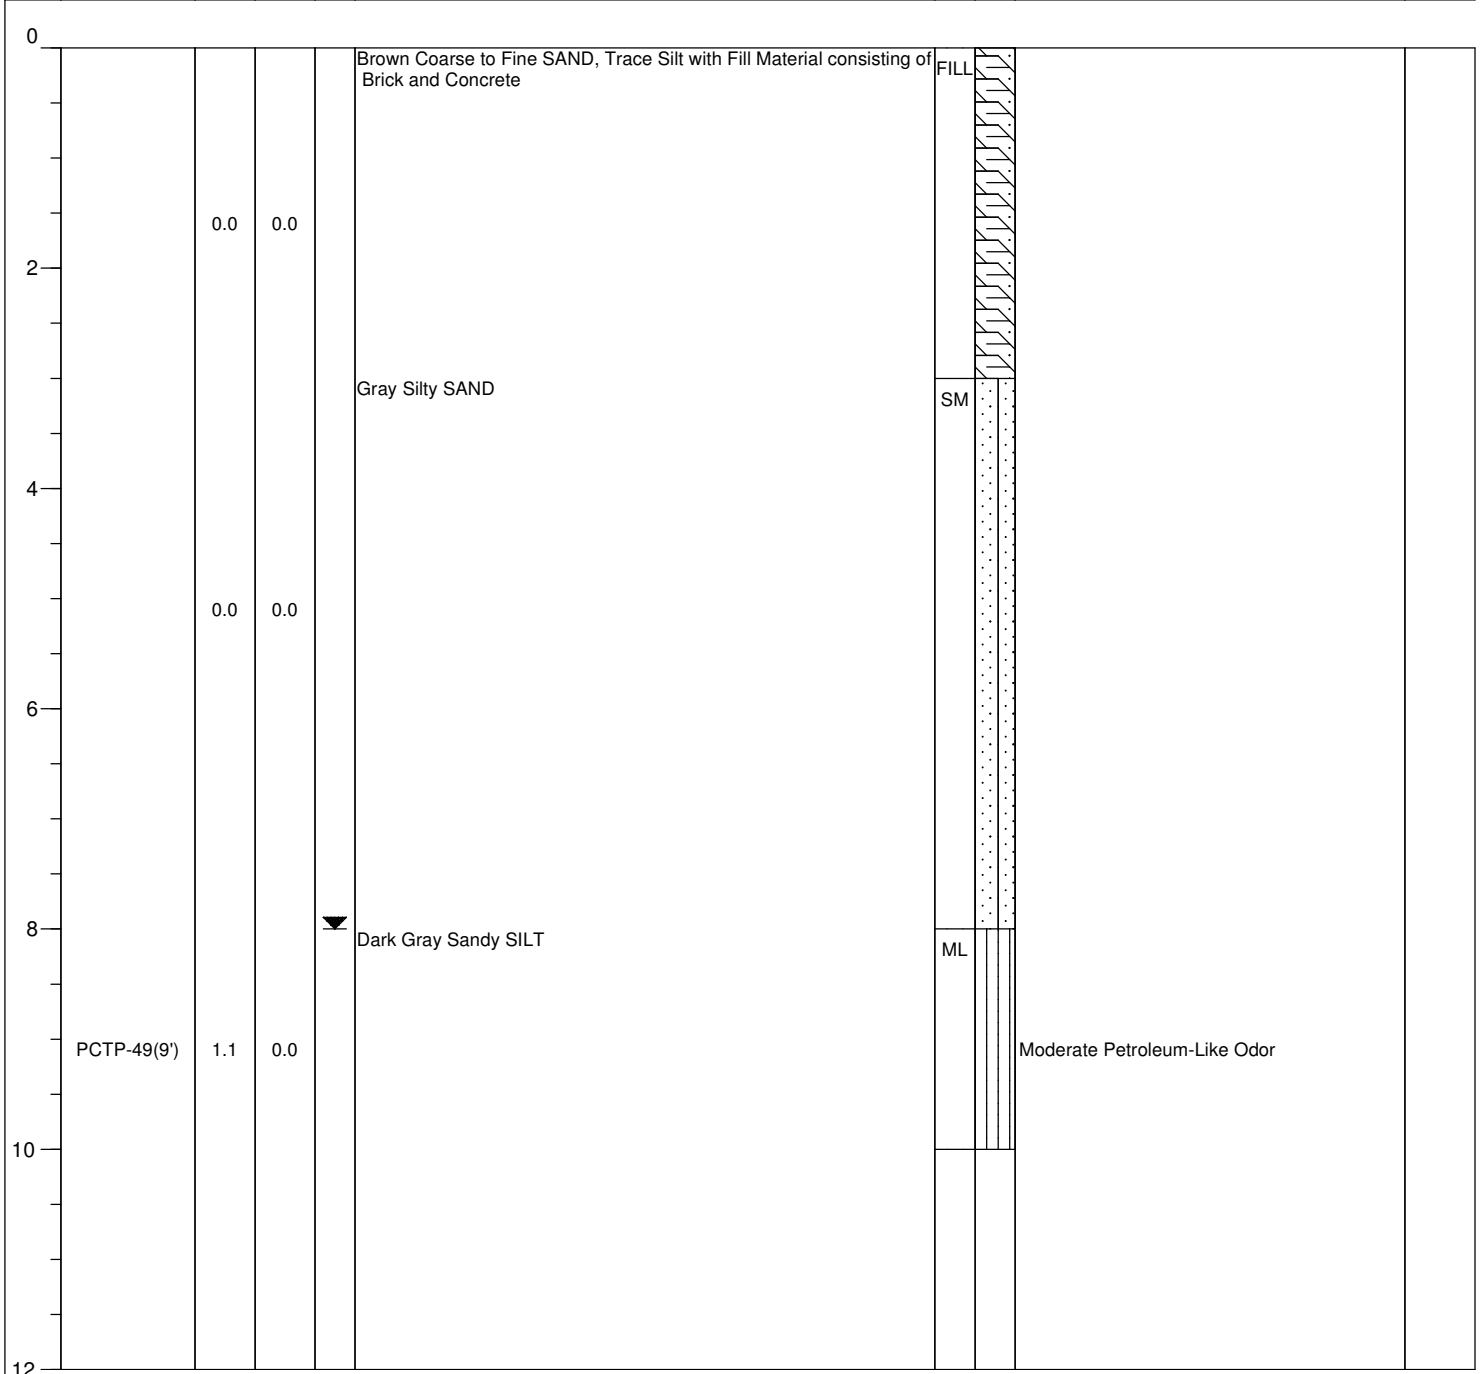 0
Brown Coarse to Fine SAND, Trace Silt with Fill Material consisting of
Brick and Concrete
FILL
0.0 0.0
2
Gray Silty SAND
SM
4
0.0 0.0
6
8
Dark Gray Sandy SILT
ML
PCTP-49(9') 1.1 0.0 Moderate Petroleum-Like Odor
10
12